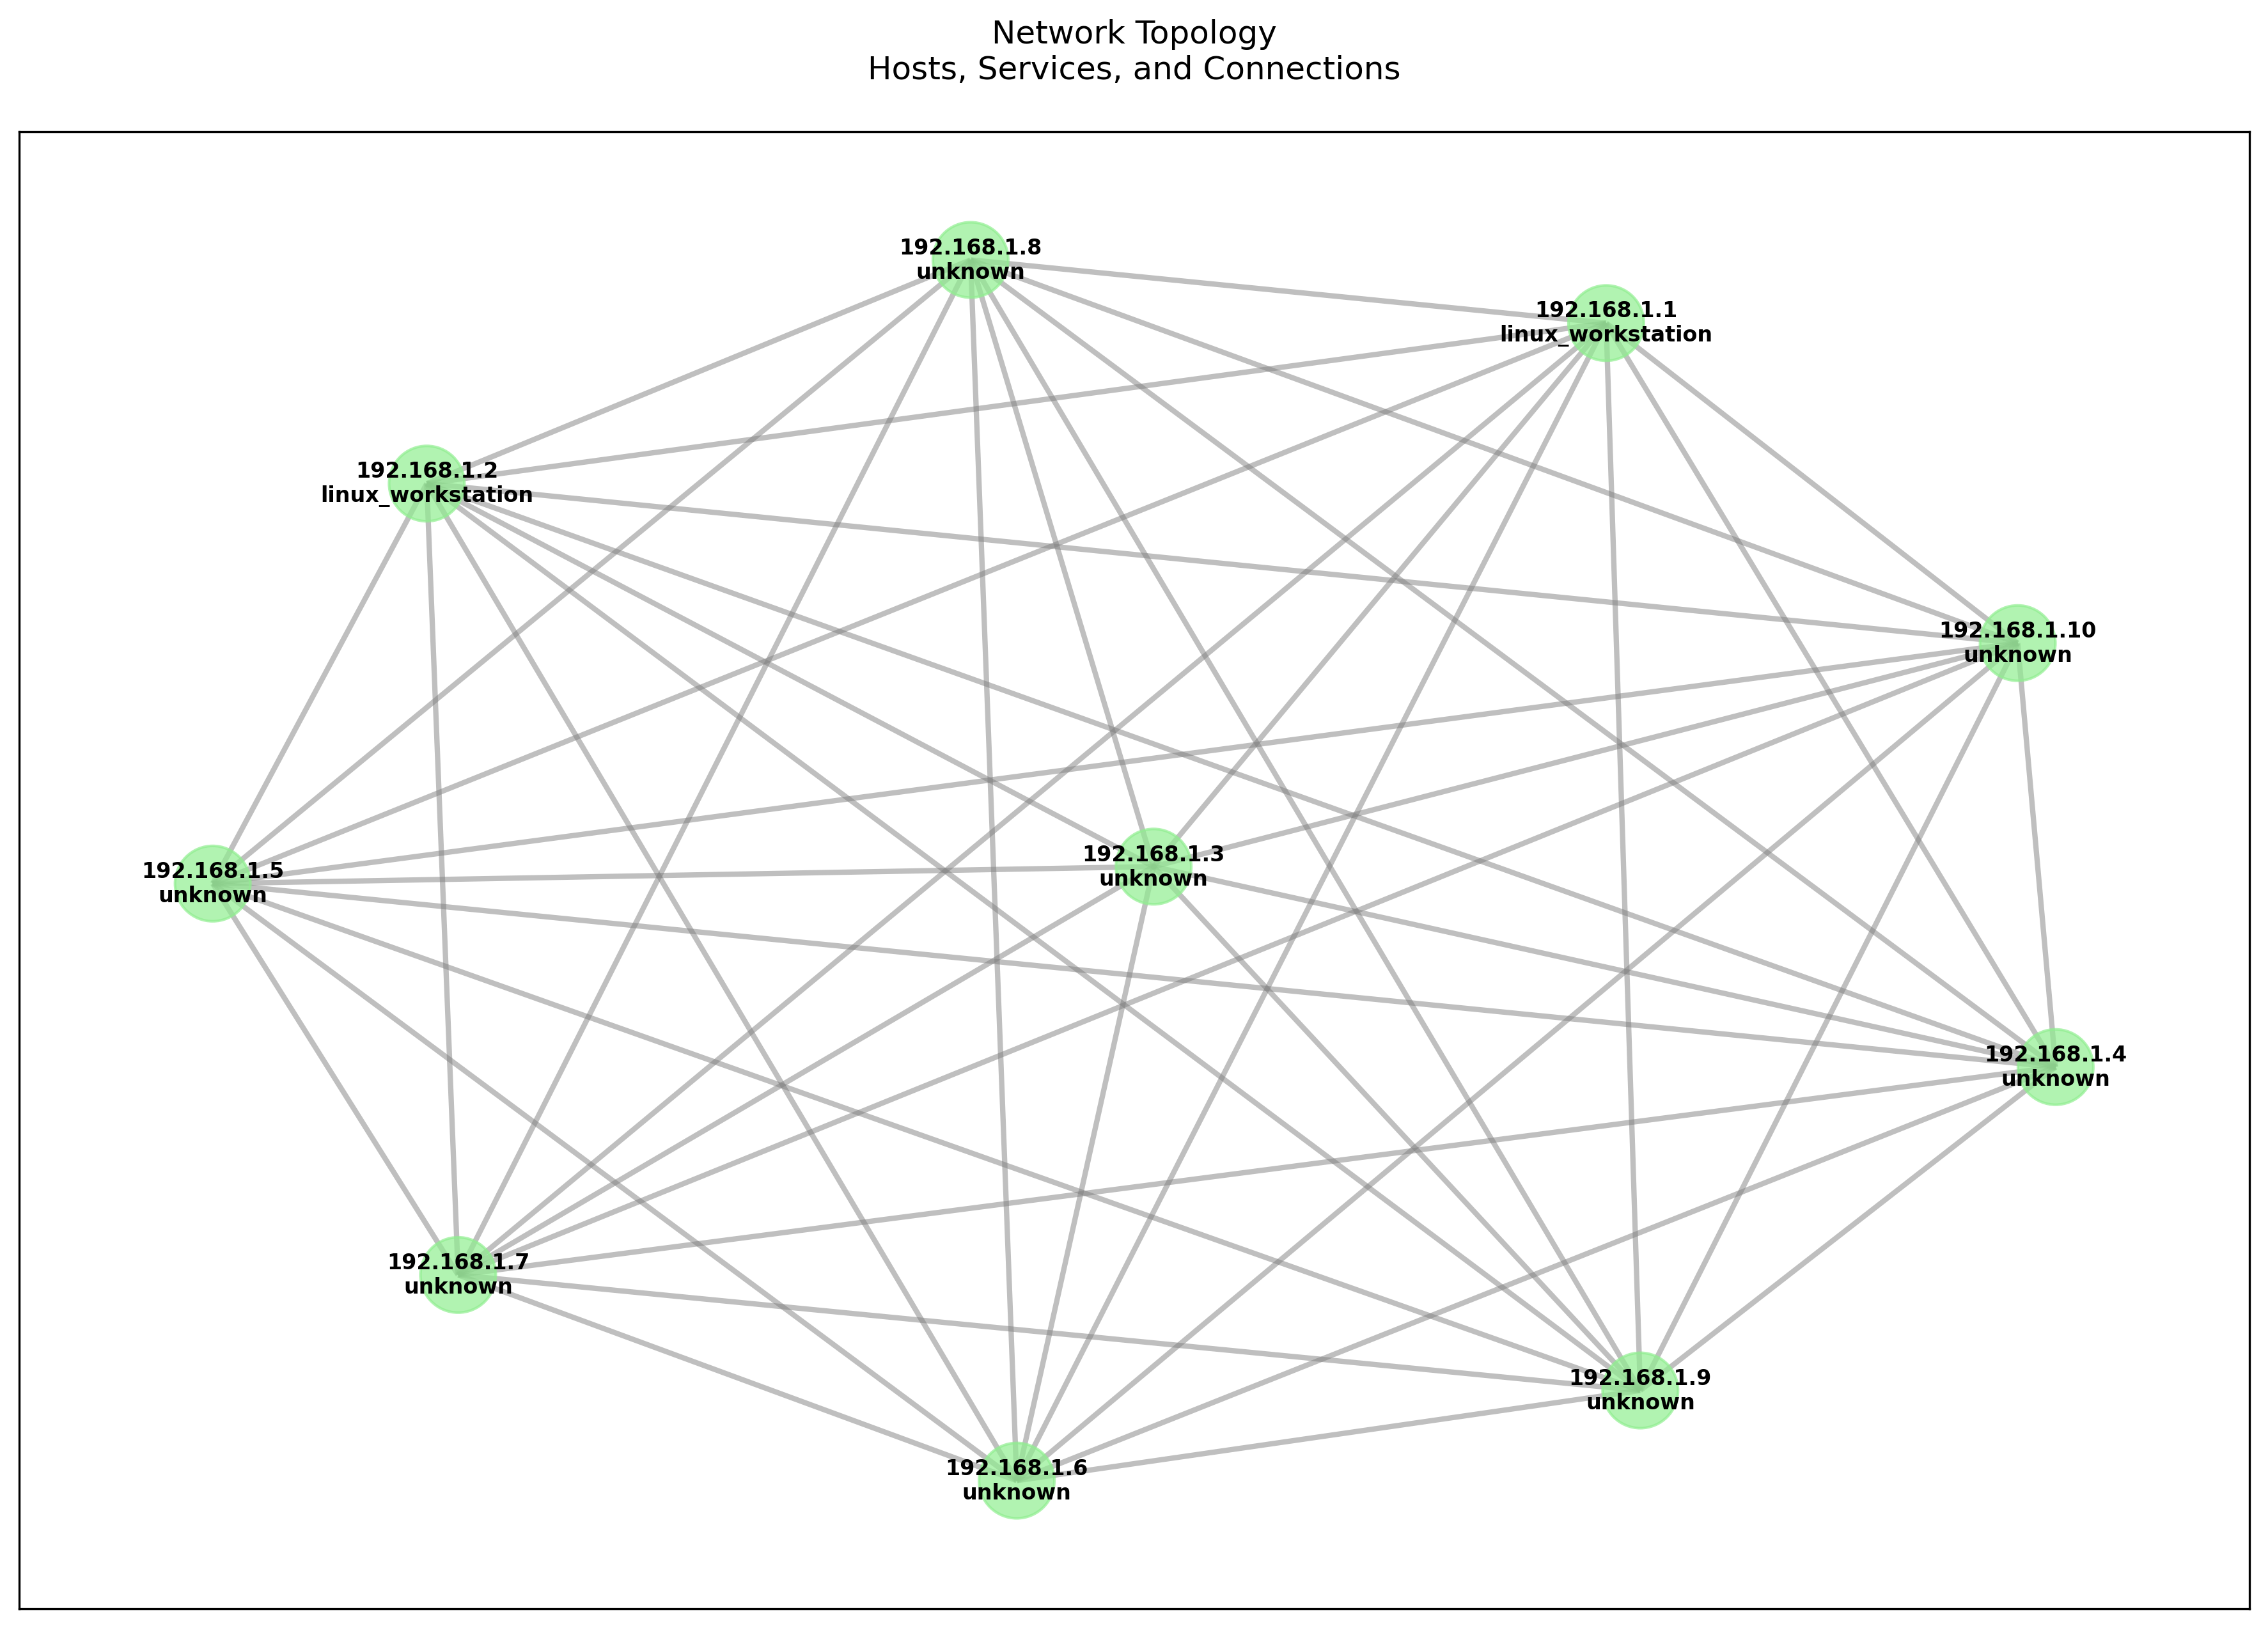 Network Topology
Hosts, Services, and Connections
192.168.1.8
unknown
192.168.1.1
linux_workstation
192.168.1.2
linux_workstation
192.168.1.10
unknown
192.168.1.3
unknown
192.168.1.5
unknown
192.168.1.4
unknown
192.168.1.7
unknown
192.168.1.9
unknown
192.168.1.6
unknown